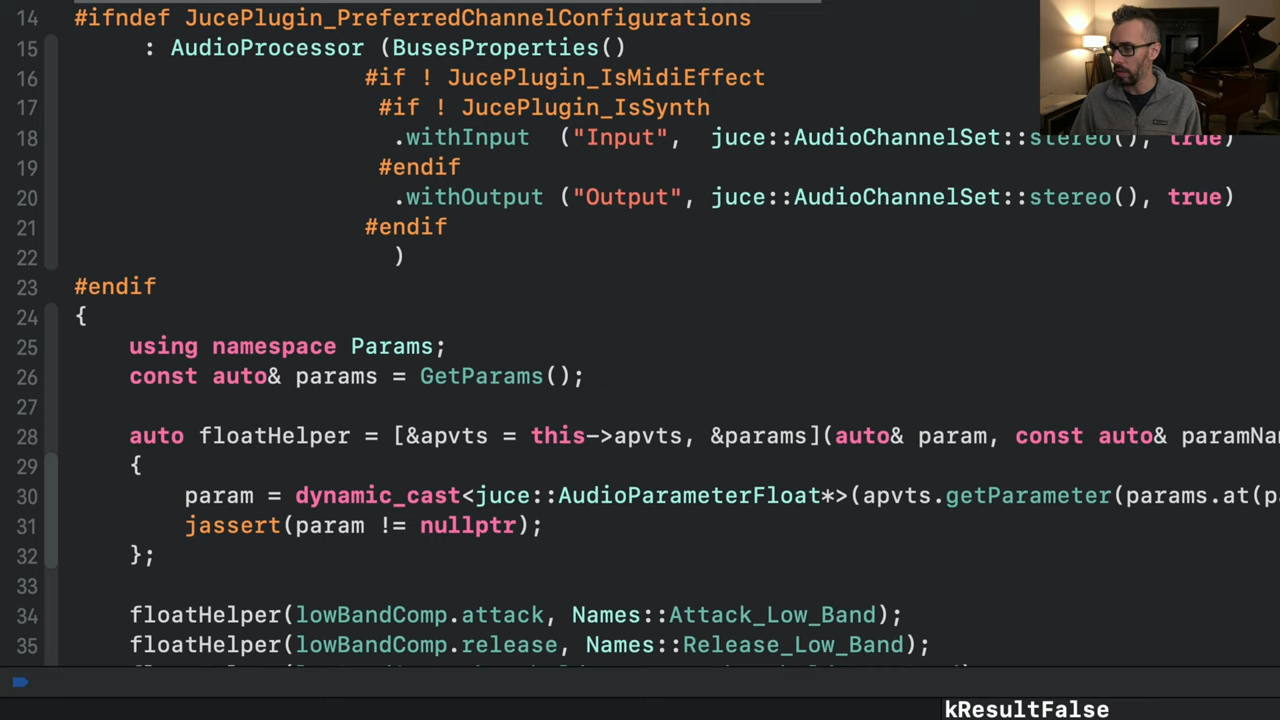 14 #ifndef JucePlugin_PreferredChannelConfigurations
15 : AudioProcessor (BusesProperties()
16 #if ! JucePlugin_IsMidiEffect
17 #if ! JucePlugin_IsSynth
18 .withInput ("Input", juce::AudioChannelSet::stereo(), true)
19 #endif
20 .withOutput ("Output", juce::AudioChannelSet::stereo(), true)
21 #endif
22 )
23 #endif
24 {
25 using namespace Params;
26 const auto& params = GetParams();
27
28 auto floatHelper = [&apvts = this->apvts, &params](auto& param, const auto& paramNa
29 {
30 param = dynamic_cast<juce::AudioParameterFloat*>(apvts.getParameter(params.at(p
31 jassert(param != nullptr);
32 };
33
34 floatHelper(lowBandComp.attack, Names::Attack_Low_Band);
35 floatHelper(lowBandComp.release, Names::Release_Low_Band);
kResultFalse